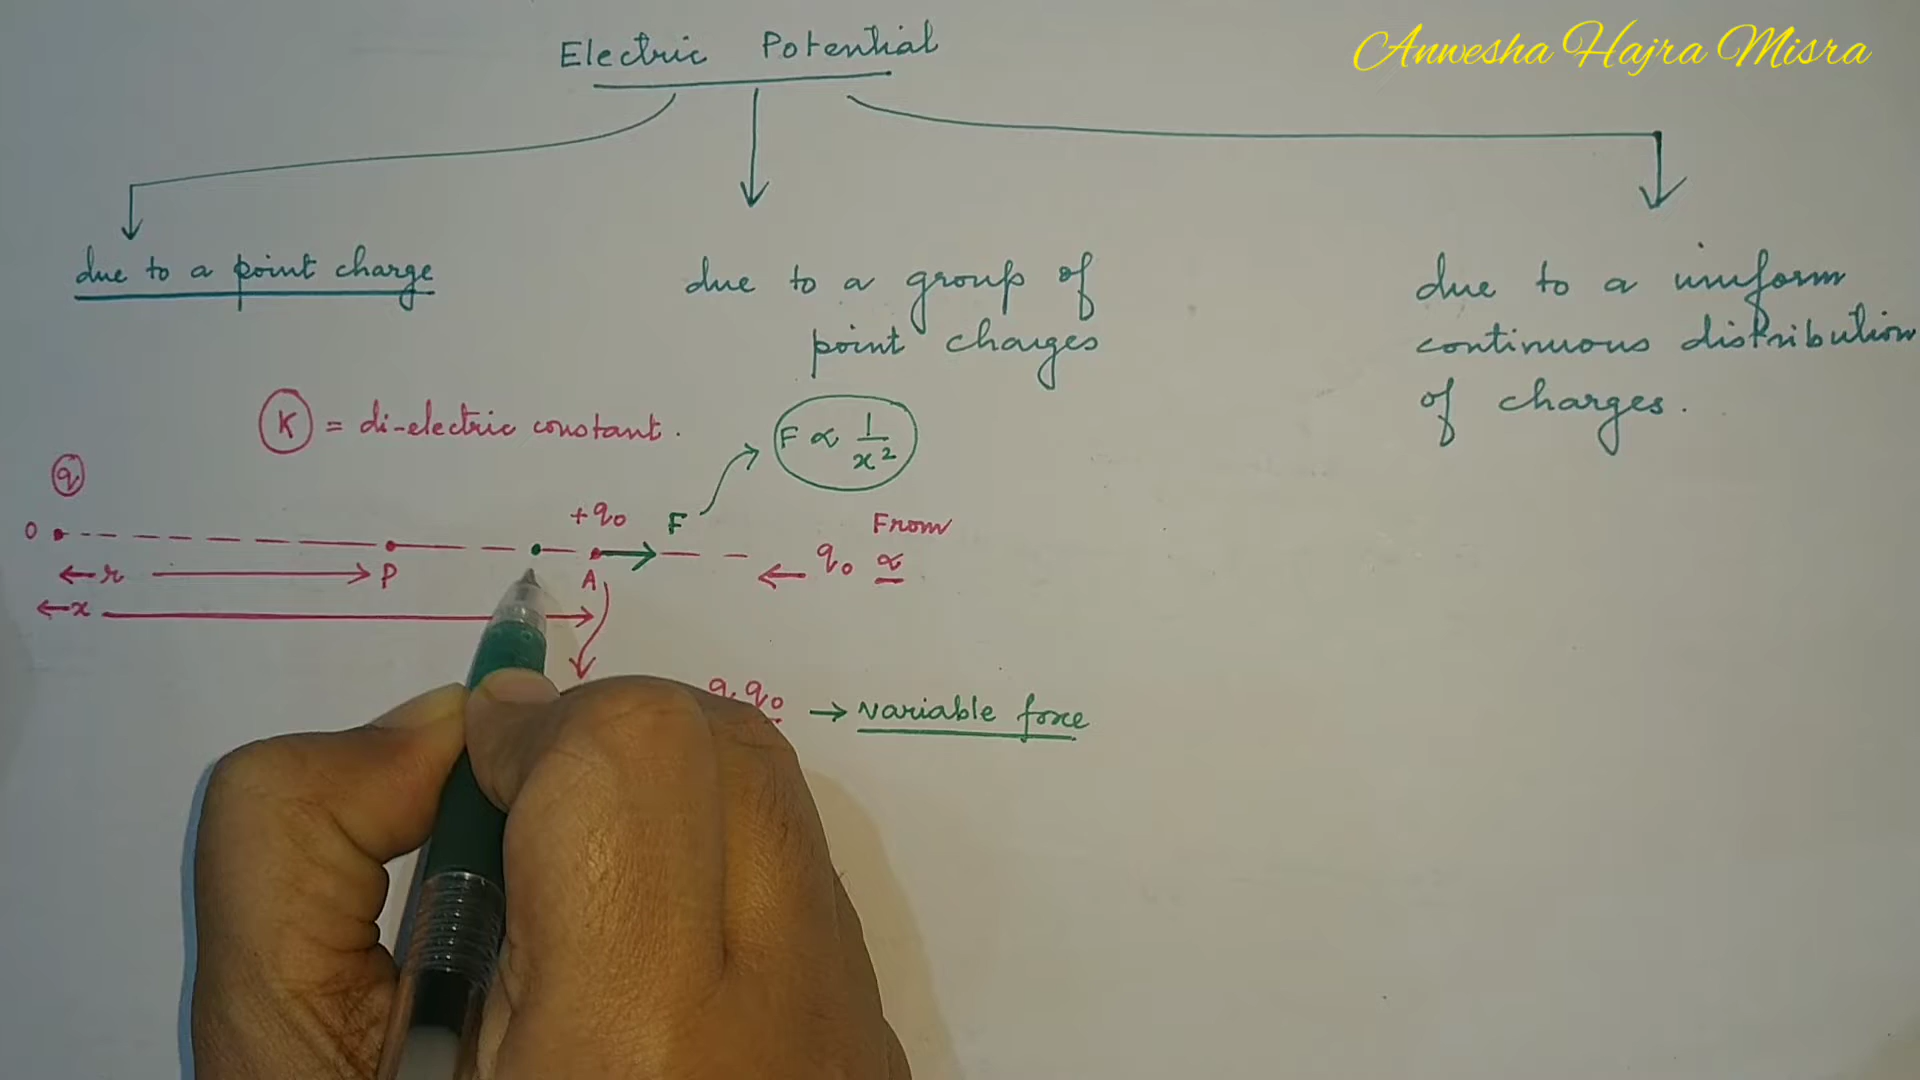 Anwesha Hajra Misra
Electric Potential
due to a point charge
due to a group of
point charges
due to a uniform
continuous distribution
of charges.
K = di-electric constant.
F ∝ 1/x²
q
+q₀ F
From
O
P
A
q₀ ∝
r
x
q q₀ → variable force